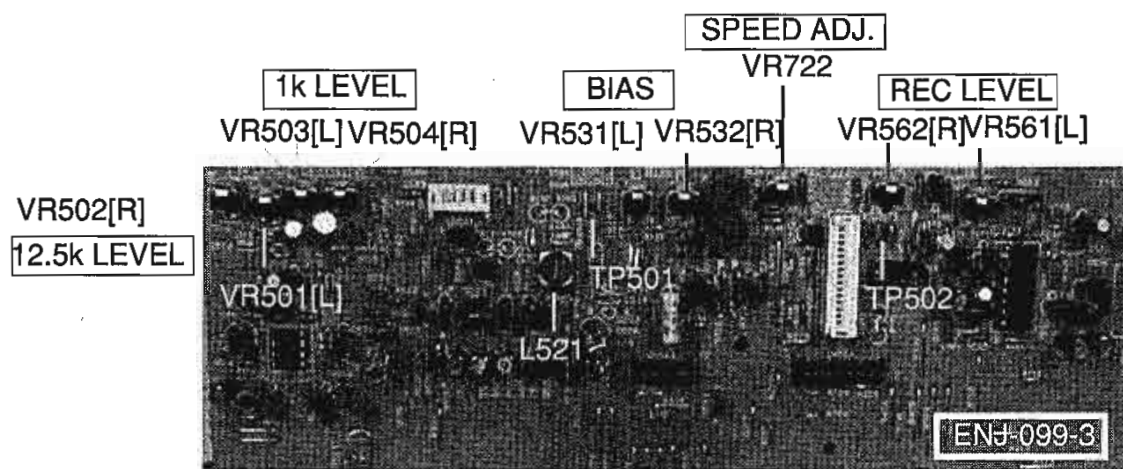 SPEED ADJ.
VR722
1k LEVEL
VR503[L] VR504[R]
BIAS
VR531[L] VR532[R]
REC LEVEL
VR562[R] VR561[L]
VR502[R]
12.5k LEVEL
VR501[L]
TP501
L521
TP502
ENJ-099-3